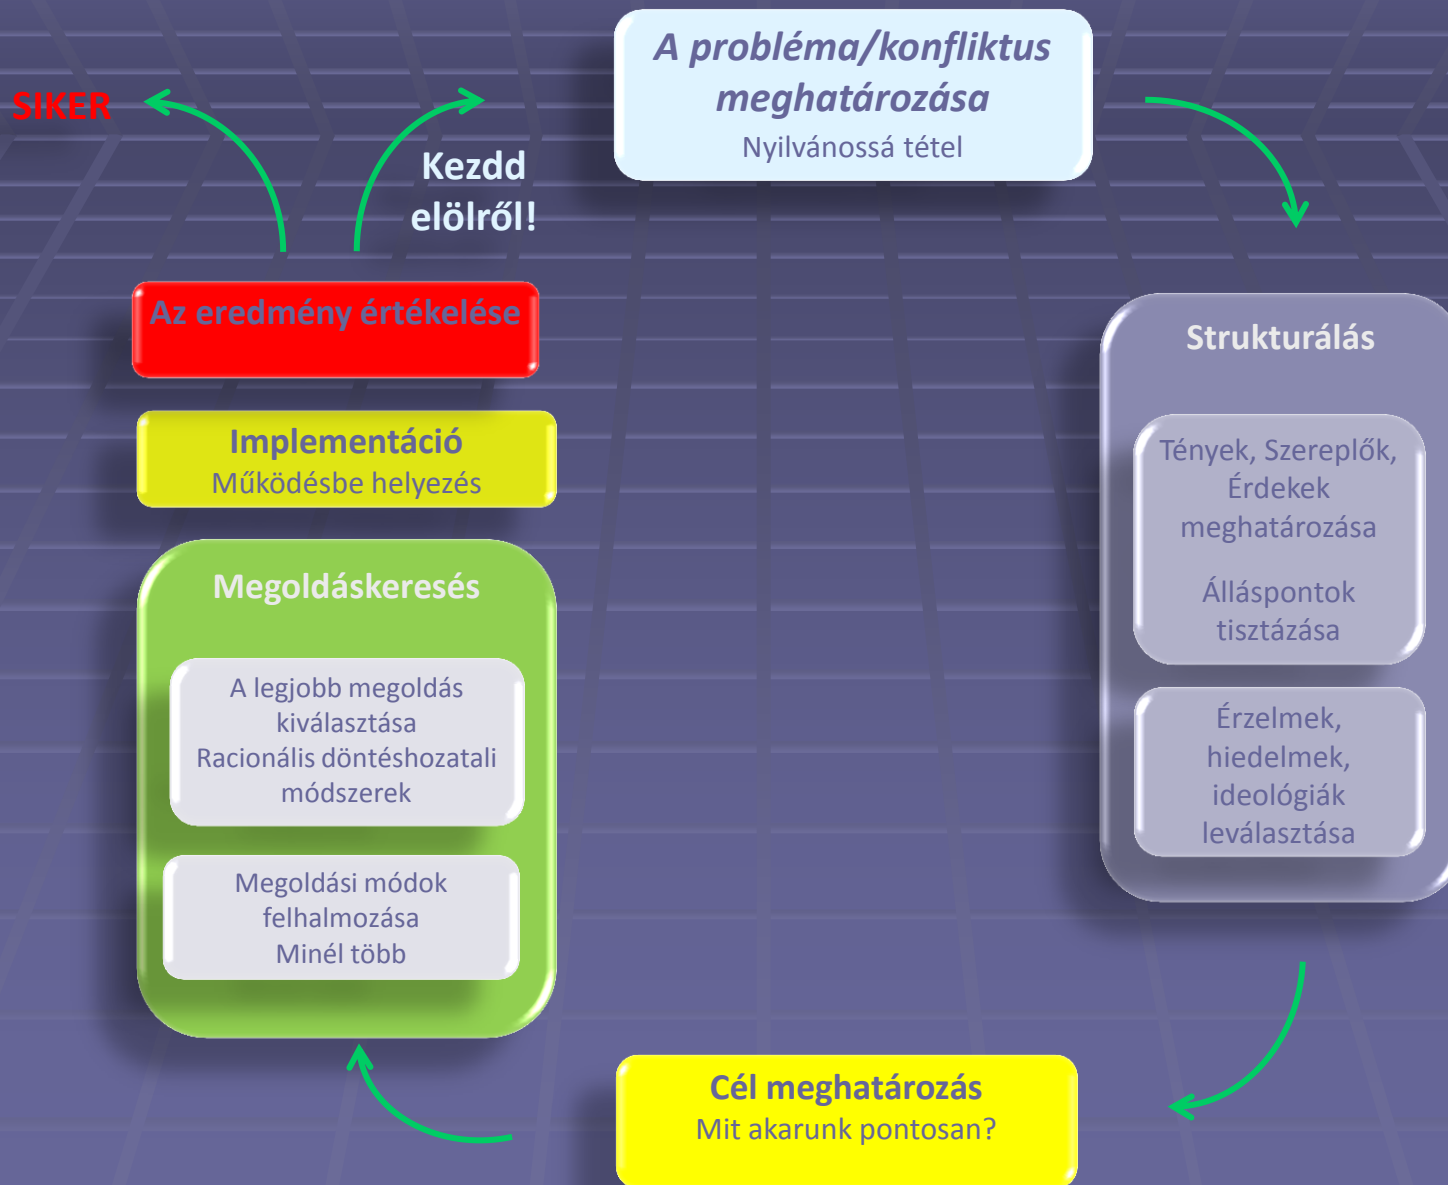 A probléma/konfliktus
meghatározása
Nyilvánossá tétel
SIKER
Kezdd
elölről!
Az eredmény értékelése
Implementáció
Működésbe helyezés
Megoldáskeresés
A legjobb megoldás
kiválasztása
Racionális döntéshozatali
módszerek
Megoldási módok
felhalmozása
Minél több
Strukturálás
Tények, Szereplők,
Érdekek
meghatározása
Álláspontok
tisztázása
Érzelmek,
hiedelmek,
ideológiák
leválasztása
Cél meghatározás
Mit akarunk pontosan?